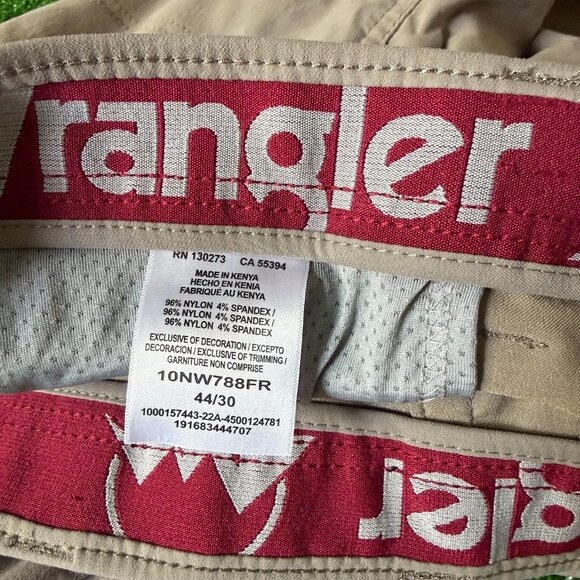 Wrangler
RN 130273 CA 55394
MADE IN KENYA
HECHO EN KENIA
FABRIQUÉ AU KENYA
96% NYLON 4% SPANDEX /
96% NYLON 4% SPANDEX /
96% NYLON 4% SPANDEX
EXCLUSIVE OF DECORATION / EXCEPTO
DECORACION / EXCLUSIVE OF TRIMMING /
GARNITURE NON COMPRISE
10NW788FR
44/30
1000157443-22A-4500124781
191683444707
Wrangler